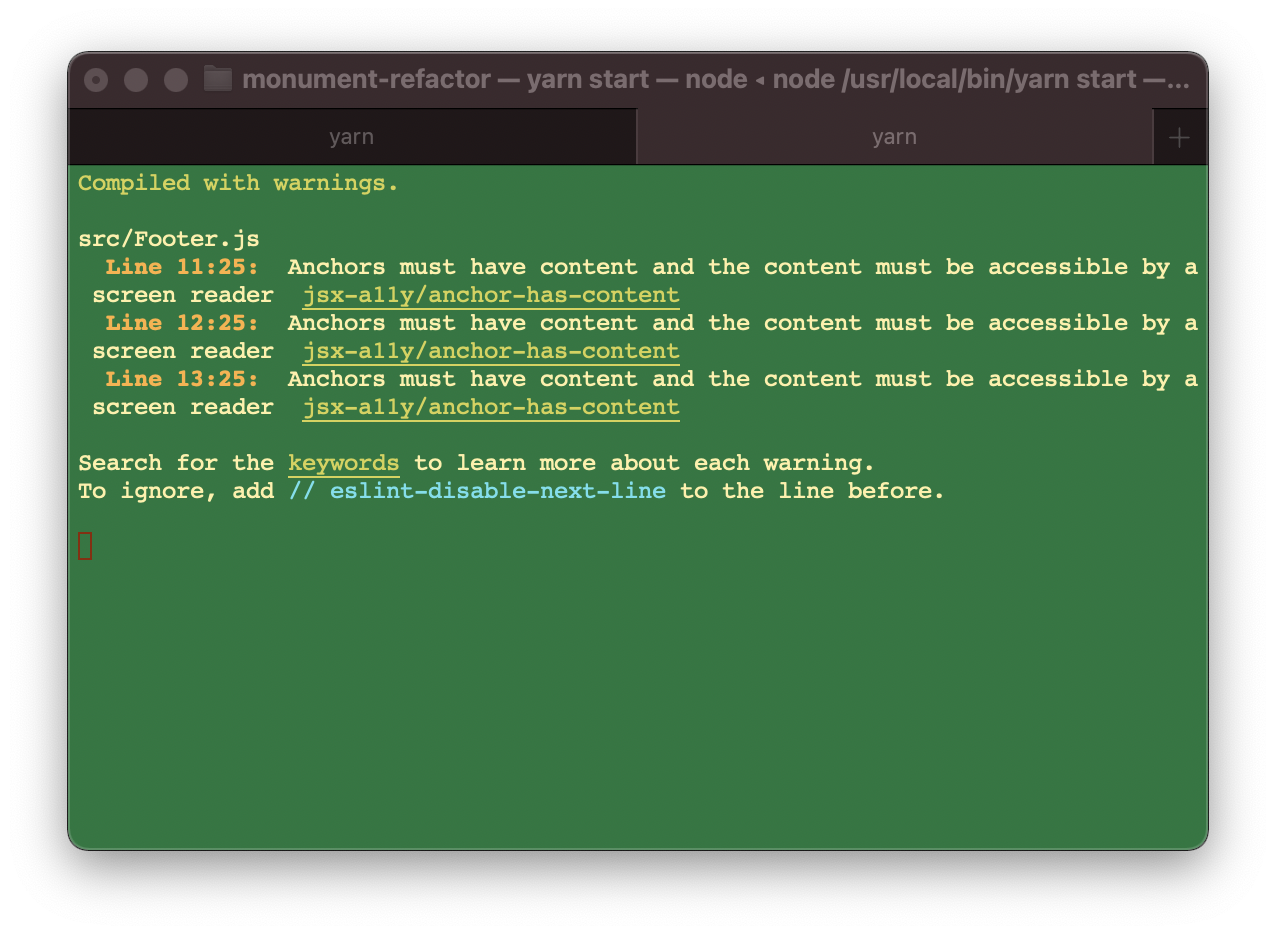 monument-refactor — yarn start — node ◂ node /usr/local/bin/yarn start —...
yarn
yarn
Compiled with warnings.
src/Footer.js
Line 11:25:  Anchors must have content and the content must be accessible by a
screen reader  jsx-a11y/anchor-has-content
Line 12:25:  Anchors must have content and the content must be accessible by a
screen reader  jsx-a11y/anchor-has-content
Line 13:25:  Anchors must have content and the content must be accessible by a
screen reader  jsx-a11y/anchor-has-content
Search for the keywords to learn more about each warning.
To ignore, add // eslint-disable-next-line to the line before.